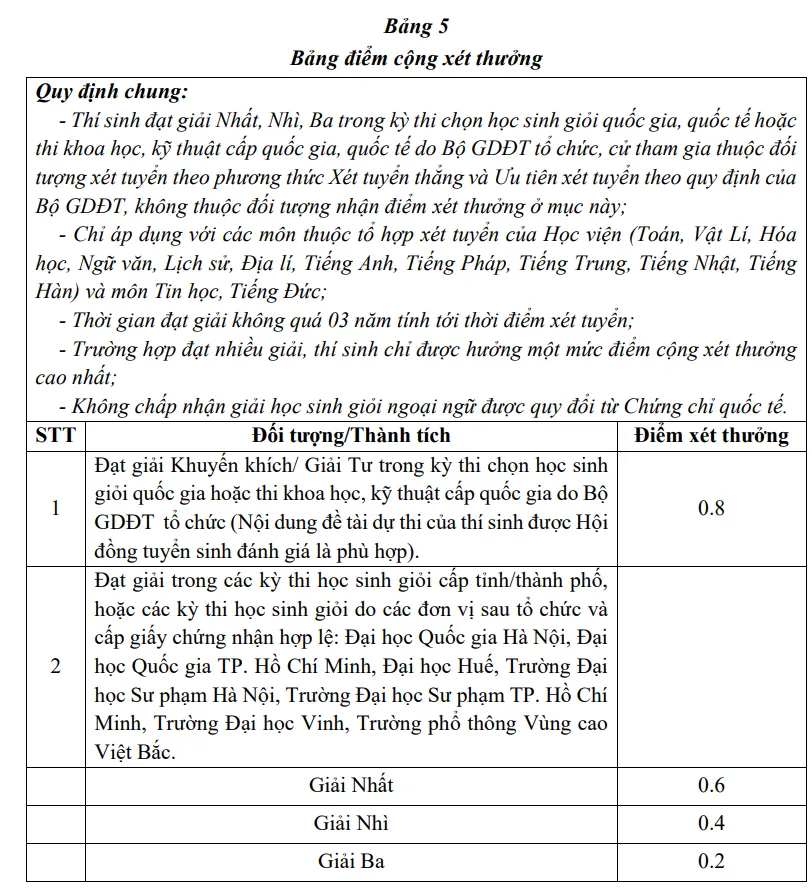 Bảng 5
Bảng điểm cộng xét thưởng
Quy định chung:
- Thí sinh đạt giải Nhất, Nhì, Ba trong kỳ thi chọn học sinh giỏi quốc gia, quốc tế hoặc
thi khoa học, kỹ thuật cấp quốc gia, quốc tế do Bộ GDĐT tổ chức, cử tham gia thuộc đối
tượng xét tuyển theo phương thức Xét tuyển thẳng và Ưu tiên xét tuyển theo quy định của
Bộ GDĐT, không thuộc đối tượng nhận điểm xét thưởng ở mục này;
- Chỉ áp dụng với các môn thuộc tổ hợp xét tuyển của Học viện (Toán, Vật Lí, Hóa
học, Ngữ văn, Lịch sử, Địa lí, Tiếng Anh, Tiếng Pháp, Tiếng Trung, Tiếng Nhật, Tiếng
Hàn) và môn Tin học, Tiếng Đức;
- Thời gian đạt giải không quá 03 năm tính tới thời điểm xét tuyển;
- Trường hợp đạt nhiều giải, thí sinh chỉ được hưởng một mức điểm cộng xét thưởng
cao nhất;
- Không chấp nhận giải học sinh giỏi ngoại ngữ được quy đổi từ Chứng chỉ quốc tế.
STT Đối tượng/Thành tích Điểm xét thưởng
Đạt giải Khuyến khích/ Giải Tư trong kỳ thi chọn học sinh
giỏi quốc gia hoặc thi khoa học, kỹ thuật cấp quốc gia do Bộ
1 GDĐT tổ chức (Nội dung đề tài dự thi của thí sinh được Hội 0.8
đồng tuyển sinh đánh giá là phù hợp).
Đạt giải trong các kỳ thi học sinh giỏi cấp tỉnh/thành phố,
hoặc các kỳ thi học sinh giỏi do các đơn vị sau tổ chức và
cấp giấy chứng nhận hợp lệ: Đại học Quốc gia Hà Nội, Đại
2 học Quốc gia TP. Hồ Chí Minh, Đại học Huế, Trường Đại
học Sư phạm Hà Nội, Trường Đại học Sư phạm TP. Hồ Chí
Minh, Trường Đại học Vinh, Trường phổ thông Vùng cao
Việt Bắc.
Giải Nhất 0.6
Giải Nhì 0.4
Giải Ba 0.2